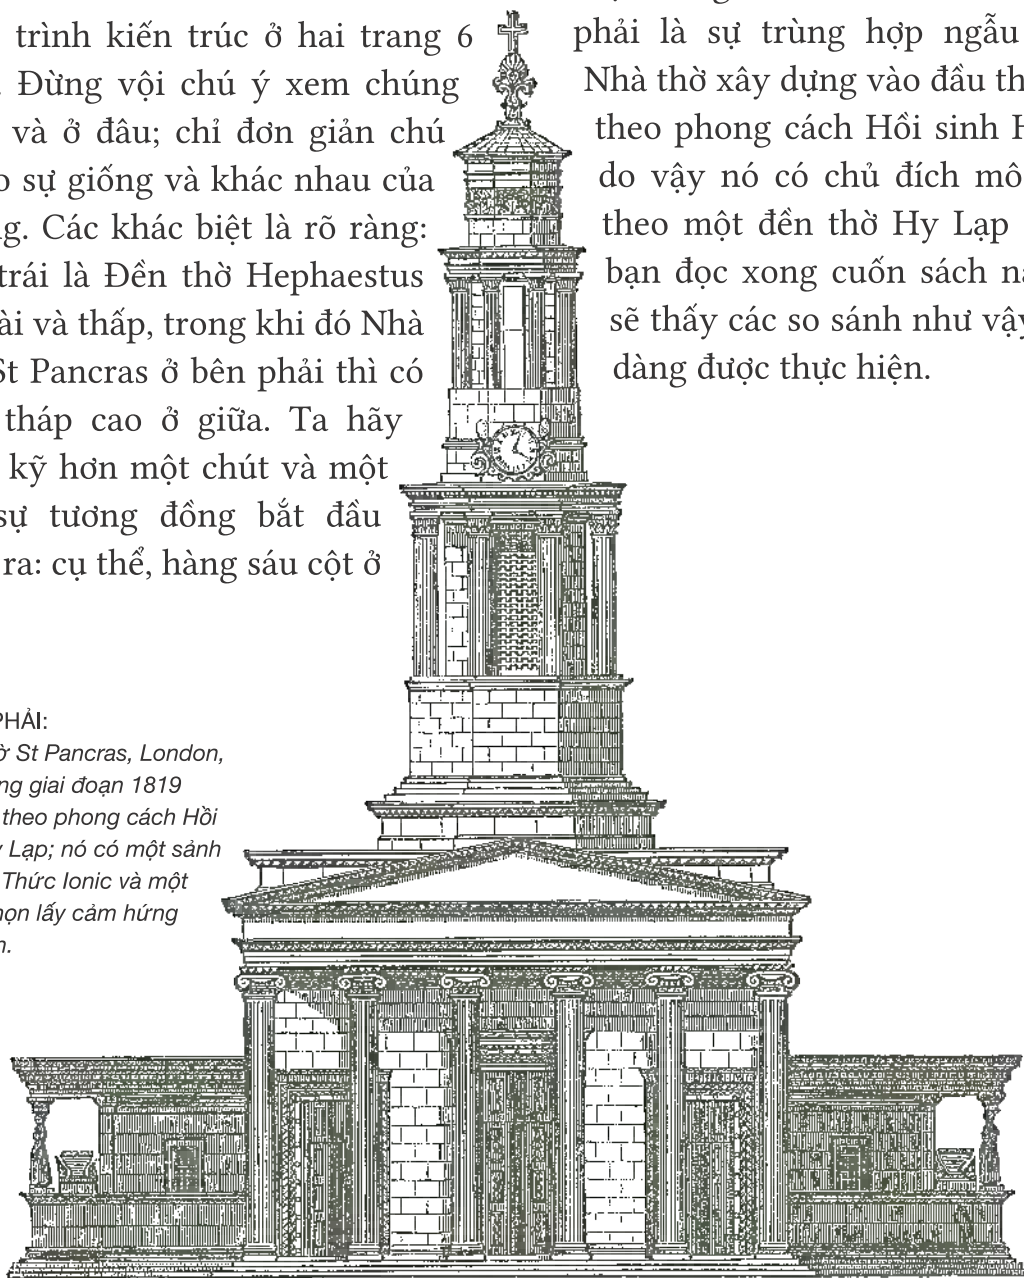 trình kiến trúc ở hai trang 6
Đừng vội chú ý xem chúng
và ở đâu; chỉ đơn giản chú
sự giống và khác nhau của
Các khác biệt là rõ ràng:
trái là Đền thờ Hephaestus
và thấp, trong khi đó Nhà
St Pancras ở bên phải thì có
tháp cao ở giữa. Ta hãy
kỹ hơn một chút và một
sự tương đồng bắt đầu
ra: cụ thể, hàng sáu cột ở
PHẢI:
St Pancras, London,
giai đoạn 1819
theo phong cách Hồi
Lạp; nó có một sảnh
Thức Ionic và một
lấy cảm hứng
phải là sự trùng hợp ngẫu
Nhà thờ xây dựng vào đầu
theo phong cách Hồi sinh
do vậy nó có chủ đích
theo một đền thờ Hy Lạp
bạn đọc xong cuốn sách
sẽ thấy các so sánh như vậy
dàng được thực hiện.